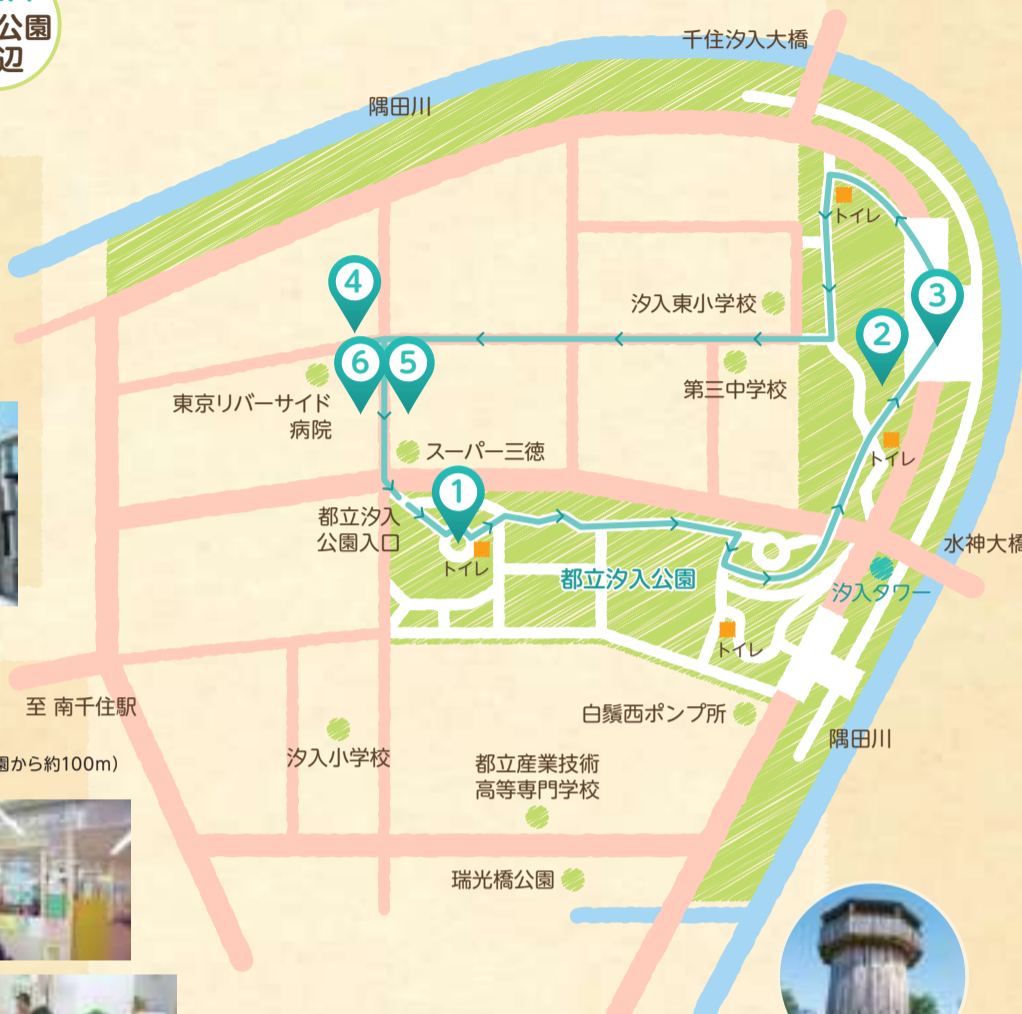 公園
辺
千住汐入大橋
隅田川
トイレ
3
4
汐入東小学校
2
6
5
東京リバーサイド
病院
第三中学校
スーパー三徳
トイレ
1
都立汐入
公園入口
トイレ
都立汐入公園
水神大橋
汐入タワー
トイレ
至 南千住駅
白鬚西ポンプ所
隅田川
汐入小学校
都立産業技術
高等専門学校
園から約100m)
瑞光橋公園